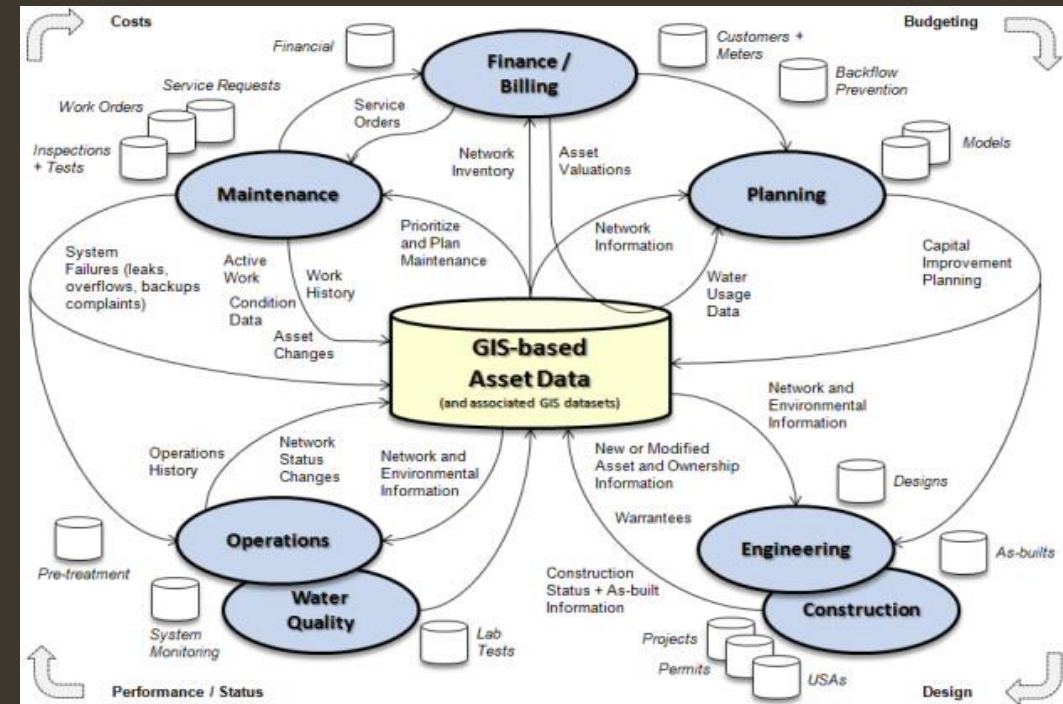 Costs
Budgeting
Financial
Finance /
Billing
Customers +
Meters
Backflow
Prevention
Service Requests
Work Orders
Inspections
+ Tests
Service
Orders
Network
Inventory
Asset
Valuations
Models
Maintenance
Planning
Prioritize
and Plan
Maintenance
Network
Information
System
Failures (leaks,
overflows, backups
complaints)
Active
Work
Condition
Data
Work
History
Asset
Changes
Water
Usage
Data
Capital
Improvement
Planning
GIS-based
Asset Data
(and associated GIS datasets)
Operations
History
Network
Status
Changes
Network and
Environmental
Information
New or Modified
Asset and Ownership
Information
Network and
Environmental
Information
Warrantees
Designs
Operations
Engineering
As-builts
Pre-treatment
Water
Quality
Construction
Status + As-built
Information
Construction
System
Monitoring
Lab
Tests
Projects
Permits
USAs
Performance / Status
Design